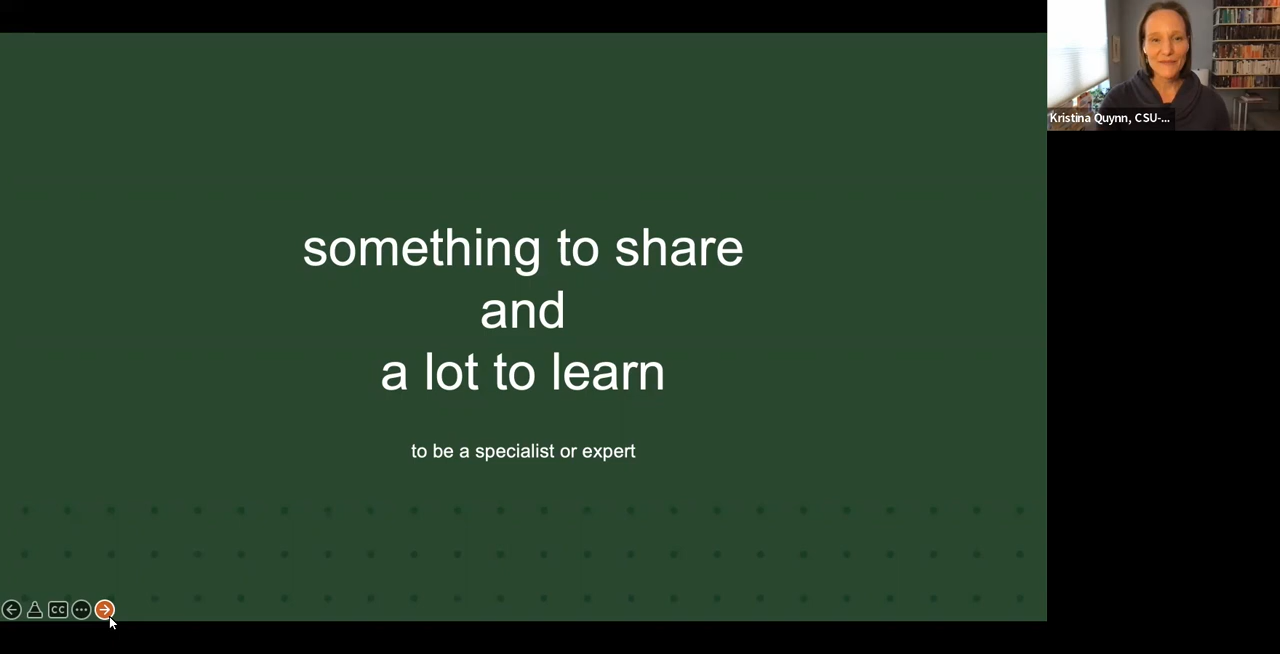 something to share
and
a lot to learn
to be a specialist or expert
Kristina Quynn, CSU-...
CC